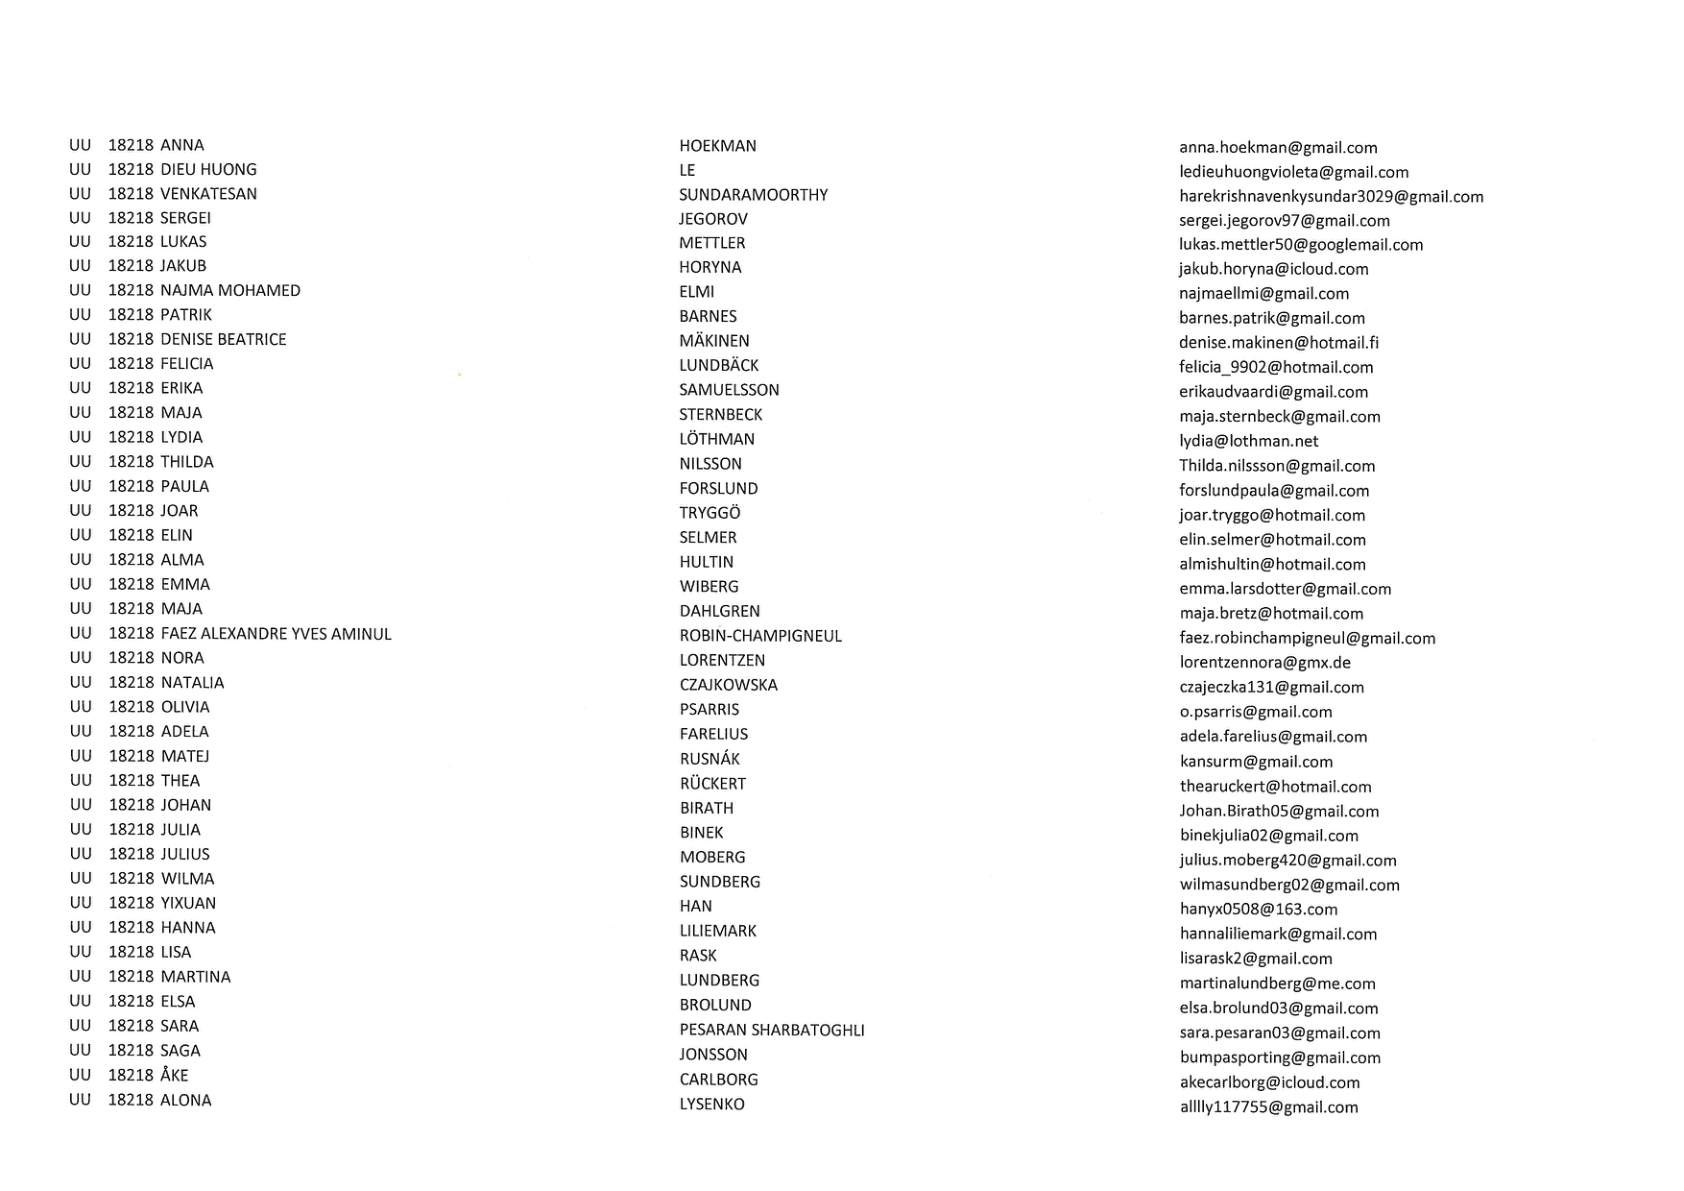 UU 18218 ANNA HOEKMAN anna.hoekman@gmail.com
UU 18218 DIEU HUONG LE ledieuhuongvioleta@gmail.com
UU 18218 VENKATESAN SUNDARAMOORTHY harekrishnavenkysundar3029@gmail.com
UU 18218 SERGEI JEGOROV sergei.jegorov97@gmail.com
UU 18218 LUKAS METTLER lukas.mettler50@googlemail.com
UU 18218 JAKUB HORYNA jakub.horyna@icloud.com
UU 18218 NAJMA MOHAMED ELMI najmaellmi@gmail.com
UU 18218 PATRIK BARNES barnes.patrik@gmail.com
UU 18218 DENISE BEATRICE MÄKINEN denise.makinen@hotmail.fi
UU 18218 FELICIA LUNDBÄCK felicia_9902@hotmail.com
UU 18218 ERIKA SAMUELSSON erikaudvaardi@gmail.com
UU 18218 MAJA STERNBECK maja.sternbeck@gmail.com
UU 18218 LYDIA LÖTHMAN lydia@lothman.net
UU 18218 THILDA NILSSON Thilda.nilssson@gmail.com
UU 18218 PAULA FORSLUND forslundpaula@gmail.com
UU 18218 JOAR TRYGGÖ joar.tryggo@hotmail.com
UU 18218 ELIN SELMER elin.selmer@hotmail.com
UU 18218 ALMA HULTIN almishultin@hotmail.com
UU 18218 EMMA WIBERG emma.larsdotter@gmail.com
UU 18218 MAJA DAHLGREN maja.bretz@hotmail.com
UU 18218 FAEZ ALEXANDRE YVES AMINUL ROBIN-CHAMPIGNEUL faez.robinchampigneul@gmail.com
UU 18218 NORA LORENTZEN lorentzennora@gmx.de
UU 18218 NATALIA CZAJKOWSKA czajeczka131@gmail.com
UU 18218 OLIVIA PSARRIS o.psarris@gmail.com
UU 18218 ADELA FARELIUS adela.farelius@gmail.com
UU 18218 MATEJ RUSNÁK kansurm@gmail.com
UU 18218 THEA RÜCKERT thearuckert@hotmail.com
UU 18218 JOHAN BIRATH Johan.Birath05@gmail.com
UU 18218 JULIA BINEK binekjulia02@gmail.com
UU 18218 JULIUS MOBERG julius.moberg420@gmail.com
UU 18218 WILMA SUNDBERG wilmasundberg02@gmail.com
UU 18218 YIXUAN HAN hanyx0508@163.com
UU 18218 HANNA LILIEMARK hannaliliemark@gmail.com
UU 18218 LISA RASK lisarask2@gmail.com
UU 18218 MARTINA LUNDBERG martinalundberg@me.com
UU 18218 ELSA BROLUND elsa.brolund03@gmail.com
UU 18218 SARA PESARAN SHARBATOGHLI sara.pesaran03@gmail.com
UU 18218 SAGA JONSSON bumpasporting@gmail.com
UU 18218 ÅKE CARLBORG akecarlborg@icloud.com
UU 18218 ALONA LYSENKO alllly117755@gmail.com